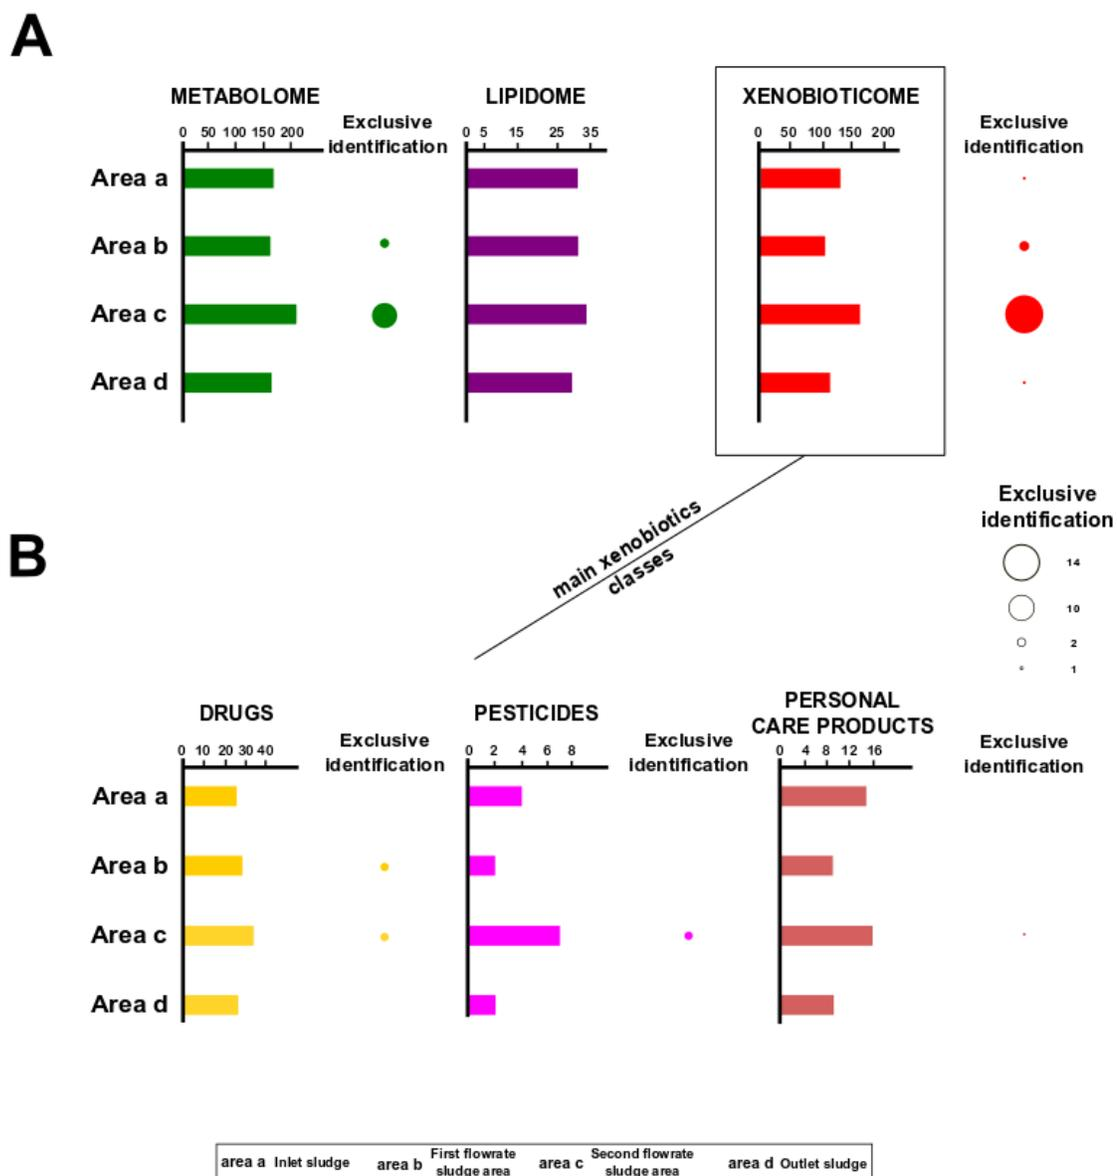 A
METABOLOME
LIPIDOME
XENOBIOTICOME
Exclusive
identification
Exclusive
identification
0 50 100 150 200
0 5 15 25 35
0 50 100 150 200
Area a
Area b
Area c
Area d
main xenobiotics
classes
Exclusive
identification
14
10
2
1
B
DRUGS
PESTICIDES
PERSONAL
CARE PRODUCTS
Exclusive
identification
Exclusive
identification
Exclusive
identification
0 10 20 30 40
0 2 4 6 8
0 4 8 12 16
Area a
Area b
Area c
Area d
area a Inlet sludge
area b First flowrate
sludge area
area c Second flowrate
sludge area
area d Outlet sludge